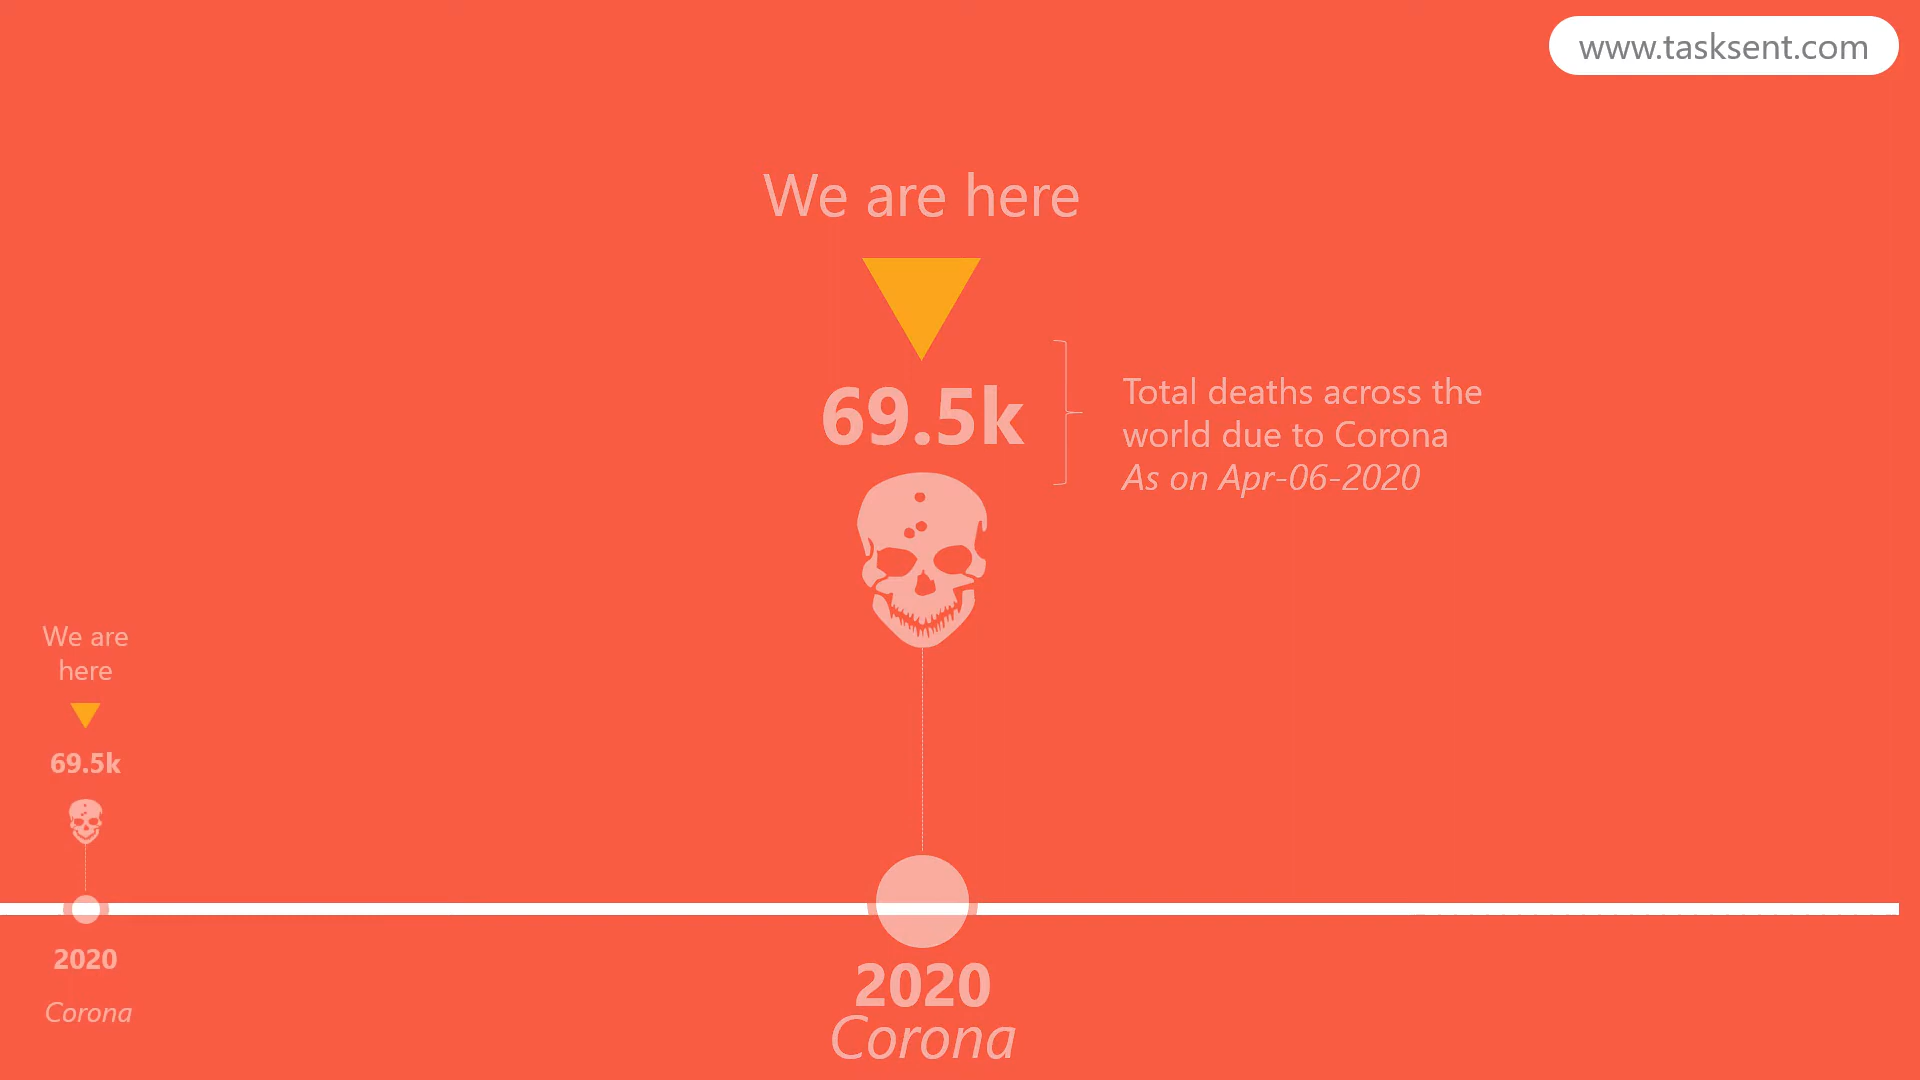 www.tasksent.com
We are here
69.5k
Total deaths across the
world due to Corona
As on Apr-06-2020
2020
Corona
We are
here
69.5k
2020
Corona